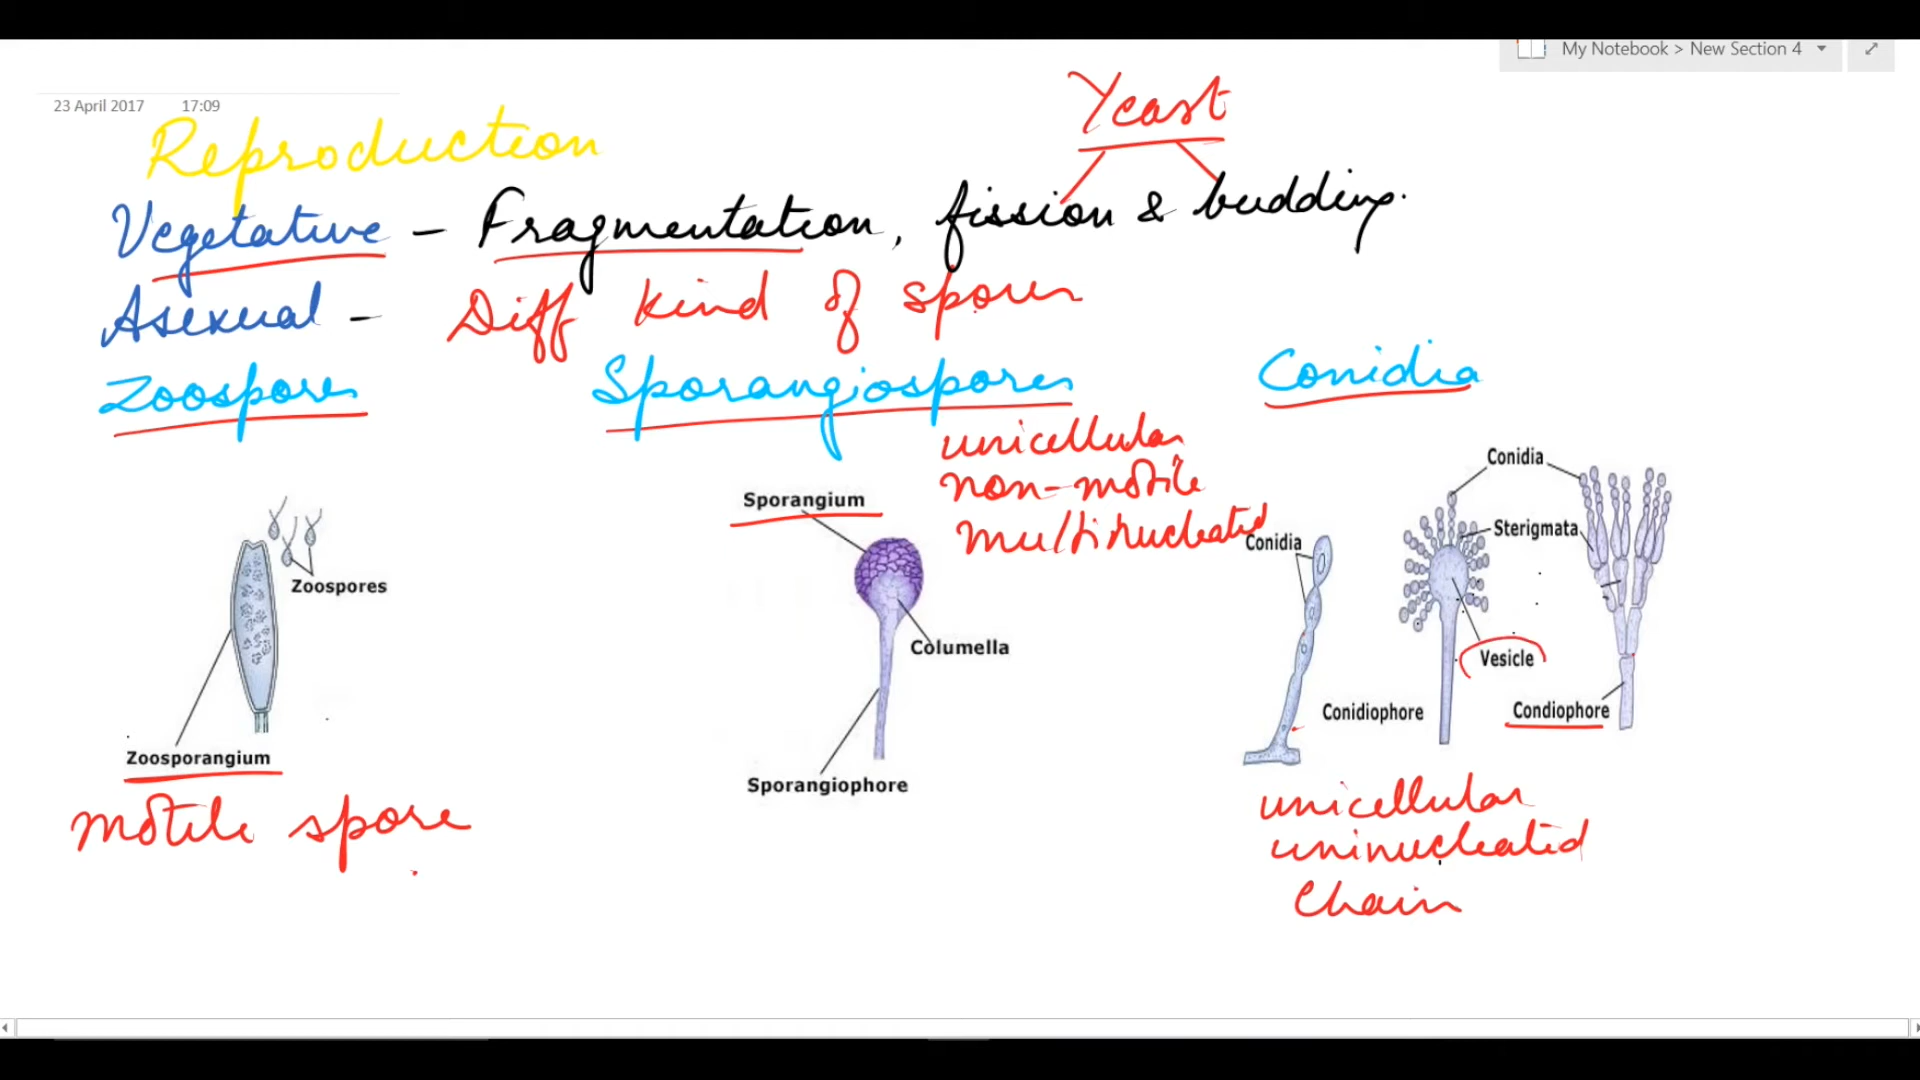 My Notebook > New Section 4
23 April 2017 17:09
Yeast
Reproduction
Vegetative - Fragmentation, fission & budding.
Asexual - Diff kind of spores
Zoospores Sporangiospores Conidia
unicellular
non-motile
multinucleated
Sporangium
Zoospores
Columella
Zoosporangium
Sporangiophore
motile spore
Conidia
Sterigmata
Conidia
Vesicle
Conidiophore
Condiophore
unicellular
uninucleated
Chain